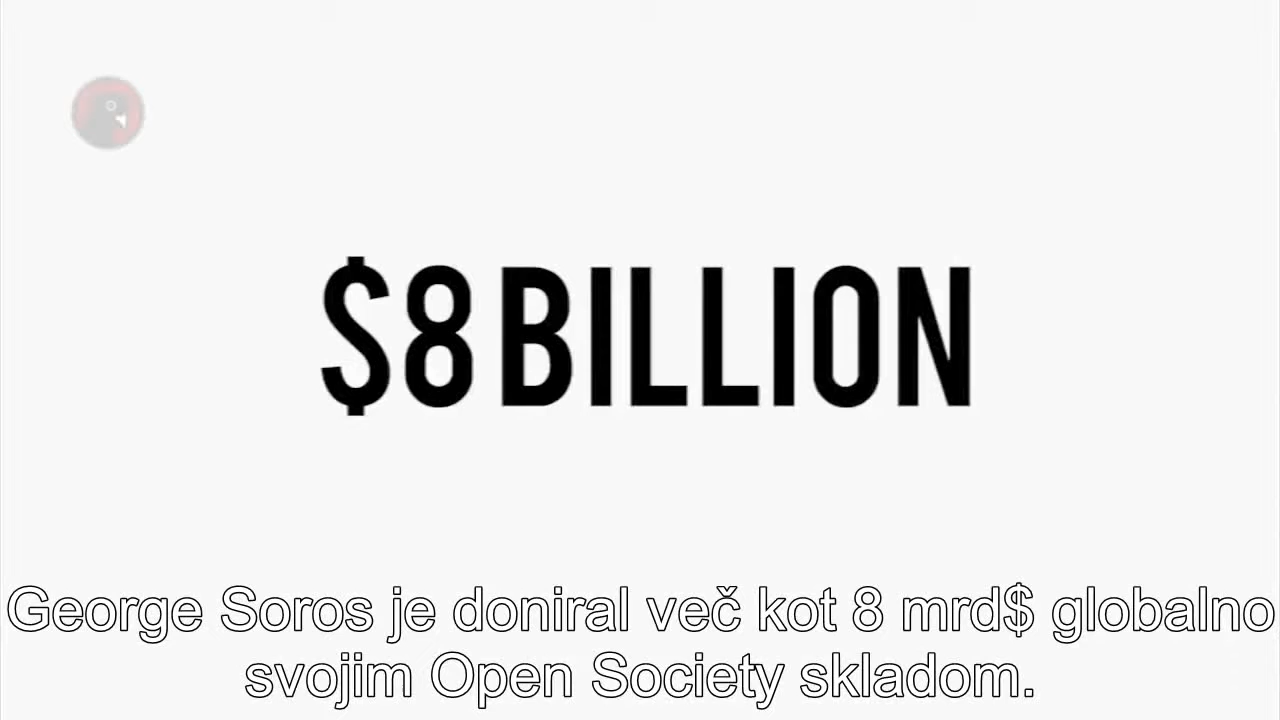 $8 BILLION
George Soros je doniral več kot 8 mrd$ globalno
svojim Open Society skladom.